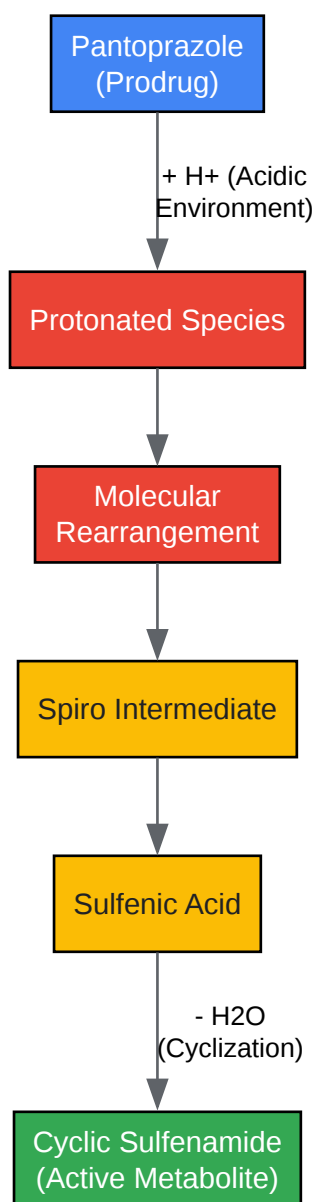 Pantoprazole
(Prodrug)
+ H+ (Acidic
Environment)
Protonated Species
Molecular
Rearrangement
Spiro Intermediate
Sulfenic Acid
- H2O
(Cyclization)
Cyclic Sulfenamide
(Active Metabolite)